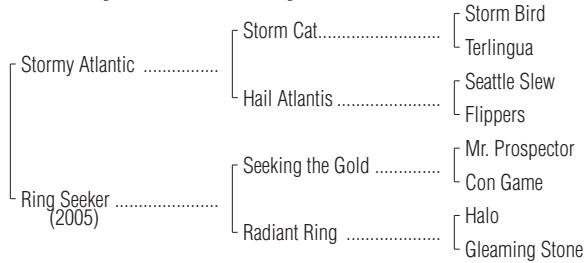 Storm Bird
Storm Cat....................
Terlingua
Stormy Atlantic ................
Seattle Slew
Hail Atlantis ..................
Flippers
Mr. Prospector
Seeking the Gold ...............
Con Game
Ring Seeker ......................
(2005)
Halo
Radiant Ring ...................
Gleaming Stone